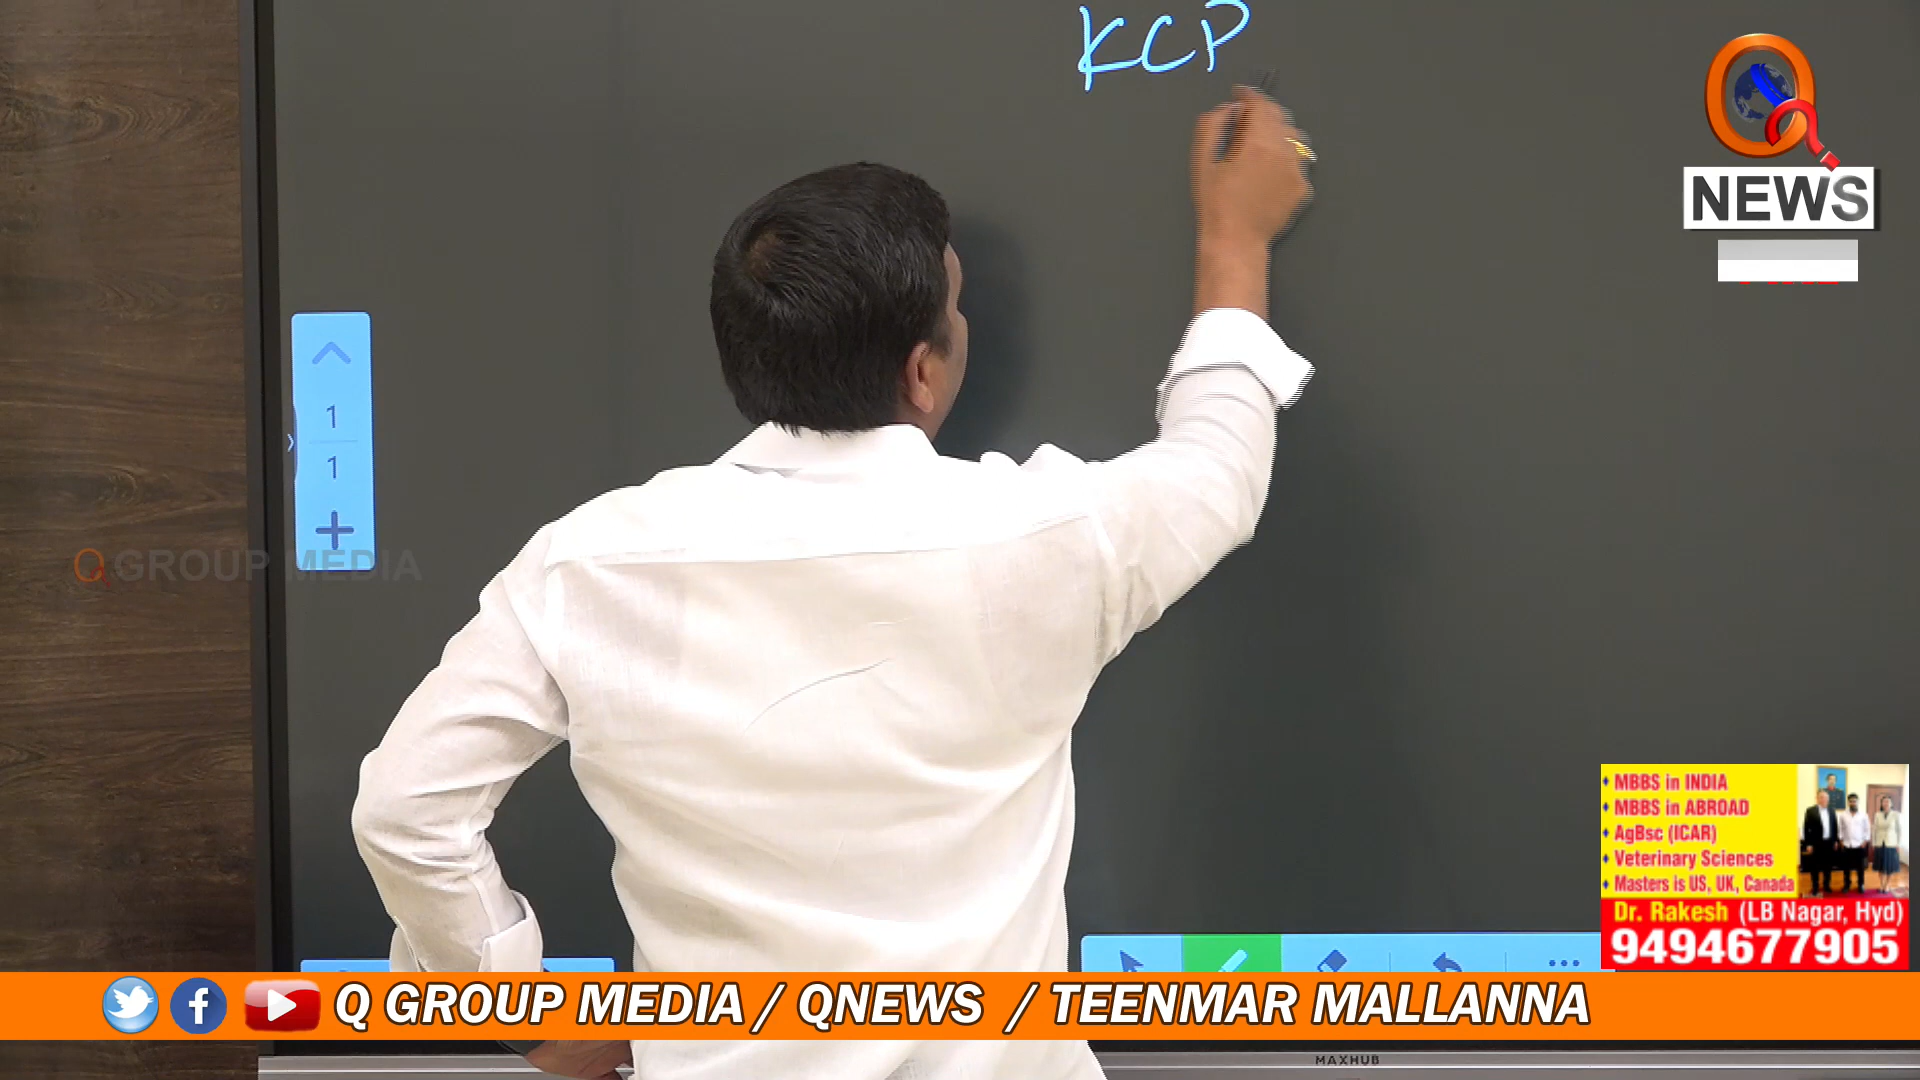 KCP
NEWS
1
1
Q GROUP MEDIA
MBBS in INDIA
MBBS in ABROAD
AgBsc (ICAR)
Veterinary Sciences
Masters is US, UK, Canada
Dr. Rakesh (LB Nagar, Hyd)
9494677905
Q GROUP MEDIA / QNEWS / TEENMAR MALLANNA
MAXHUB